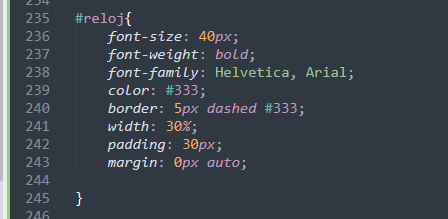 234
235 #reloj{
236 font-size: 40px;
237 font-weight: bold;
238 font-family: Helvetica, Arial;
239 color: #333;
240 border: 5px dashed #333;
241 width: 30%;
242 padding: 30px;
243 margin: 0px auto;
244
245 }
246